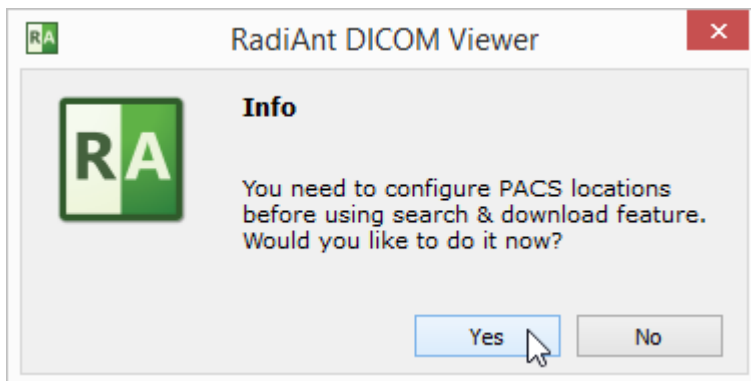 RA
RadiAnt DICOM Viewer
RA
Info
You need to configure PACS locations
before using search & download feature.
Would you like to do it now?
Yes
No